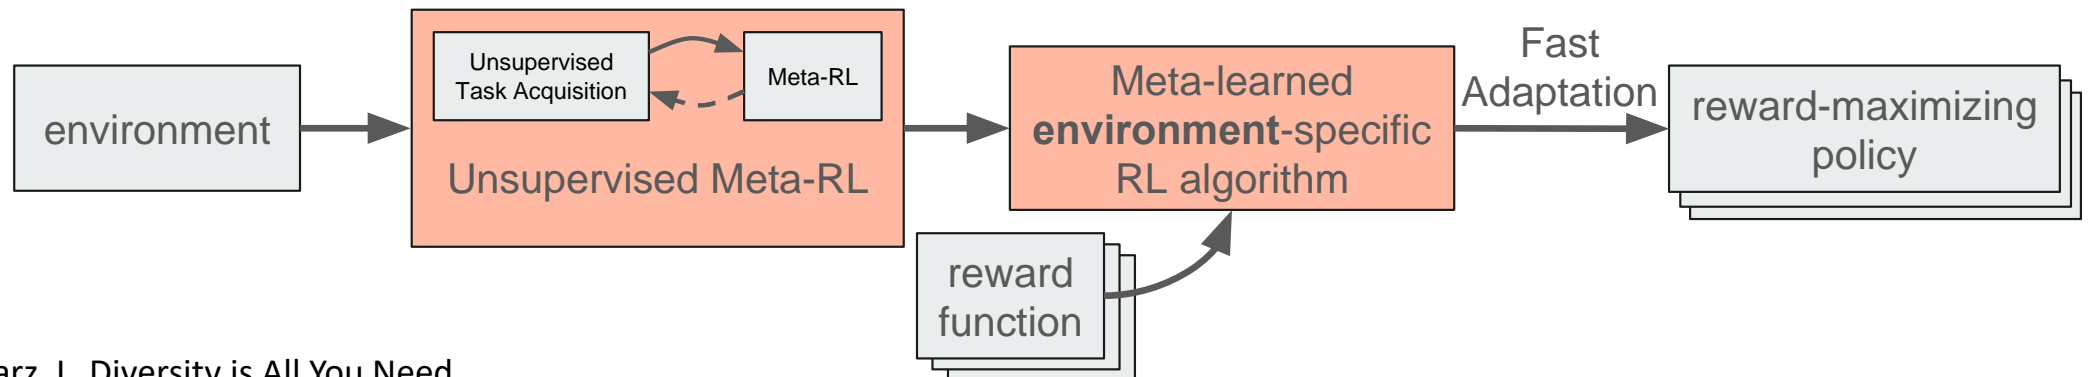 environment
Unsupervised
Task Acquisition
Meta-RL
Unsupervised Meta-RL
Meta-learned
environment-specific
RL algorithm
reward
function
Fast
Adaptation
reward-maximizing
policy
L. Diversity is All You Need